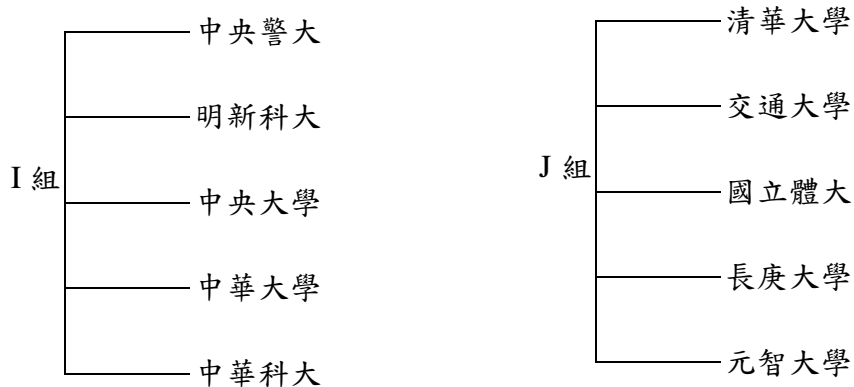 I 組
中央警大
明新科大
中央大學
中華大學
中華科大
J 組
清華大學
交通大學
國立體大
長庚大學
元智大學